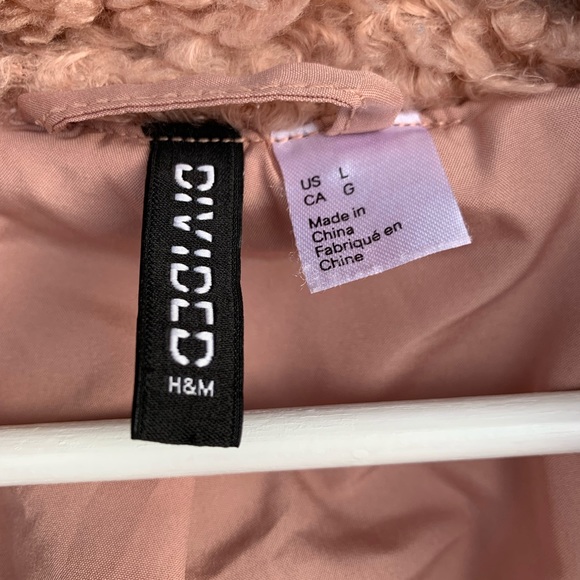 DIVIDED
H&M
US L
CA G
Made in
China
Fabriqué en
Chine